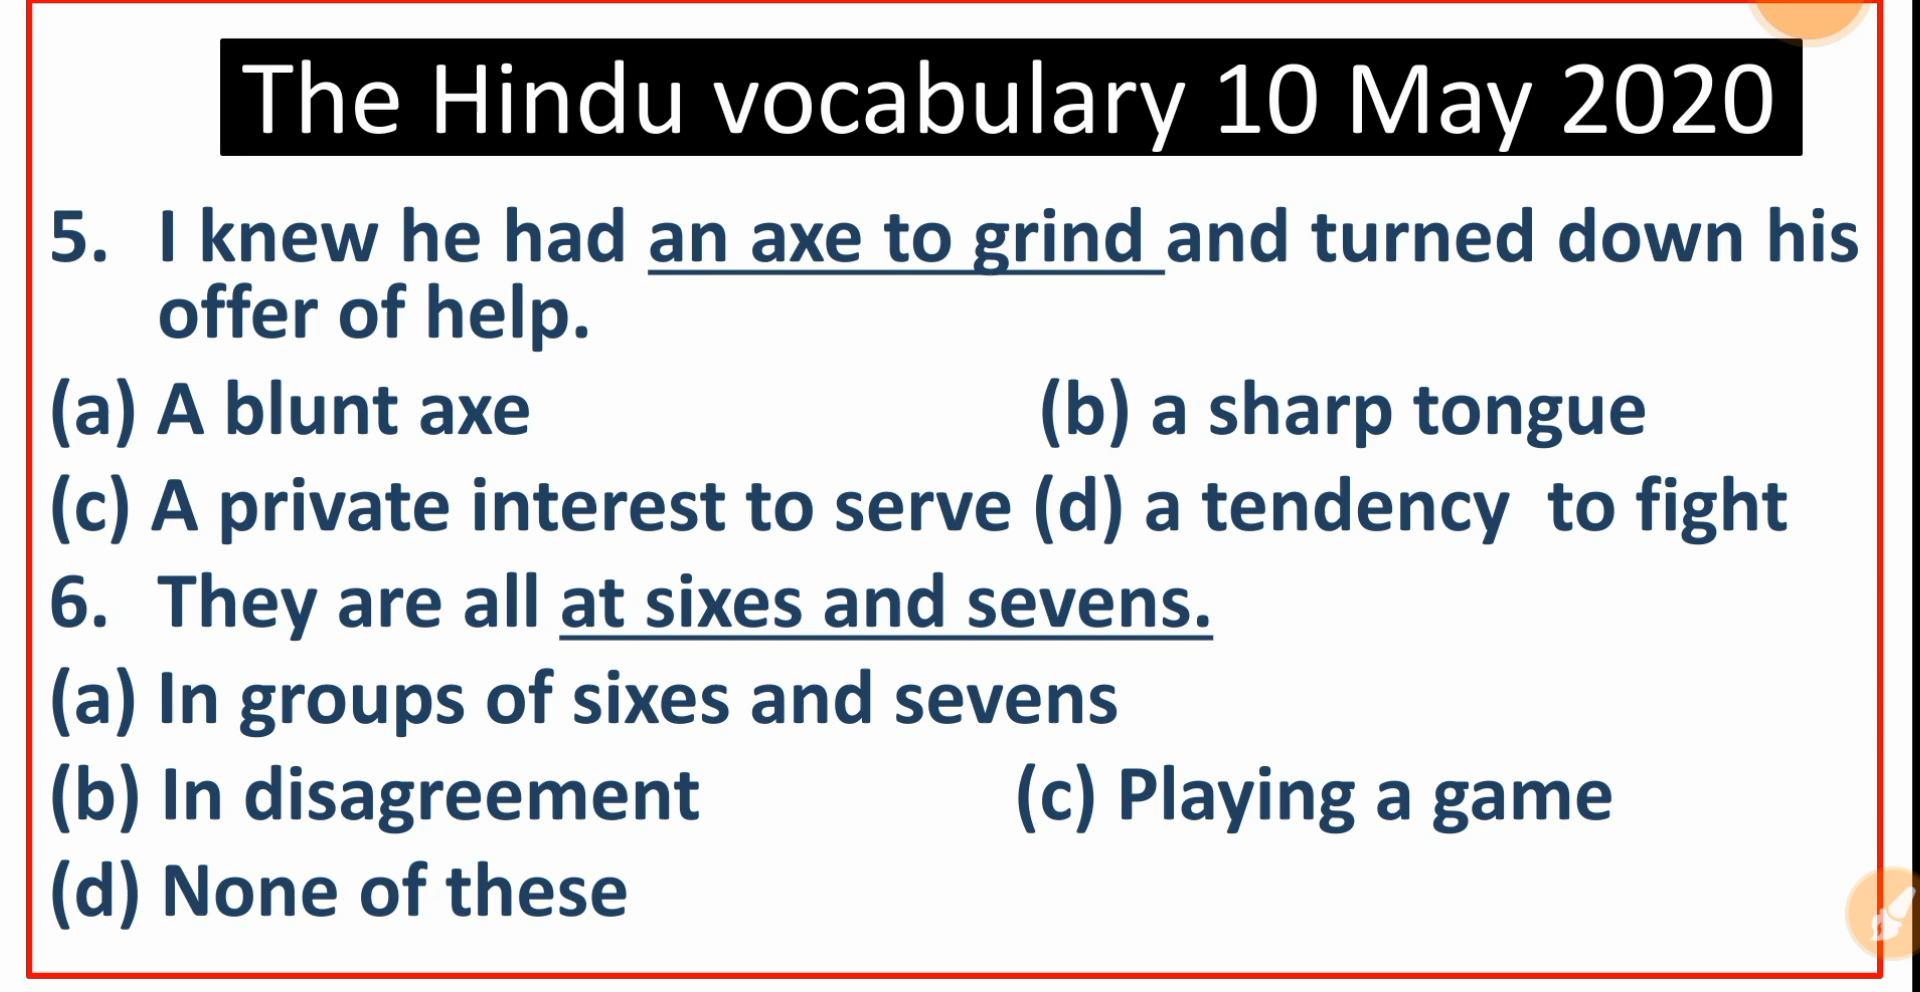 The Hindu vocabulary 10 May 2020
5. I knew he had an axe to grind and turned down his
offer of help.
(a) A blunt axe (b) a sharp tongue
(c) A private interest to serve (d) a tendency to fight
6. They are all at sixes and sevens.
(a) In groups of sixes and sevens
(b) In disagreement (c) Playing a game
(d) None of these